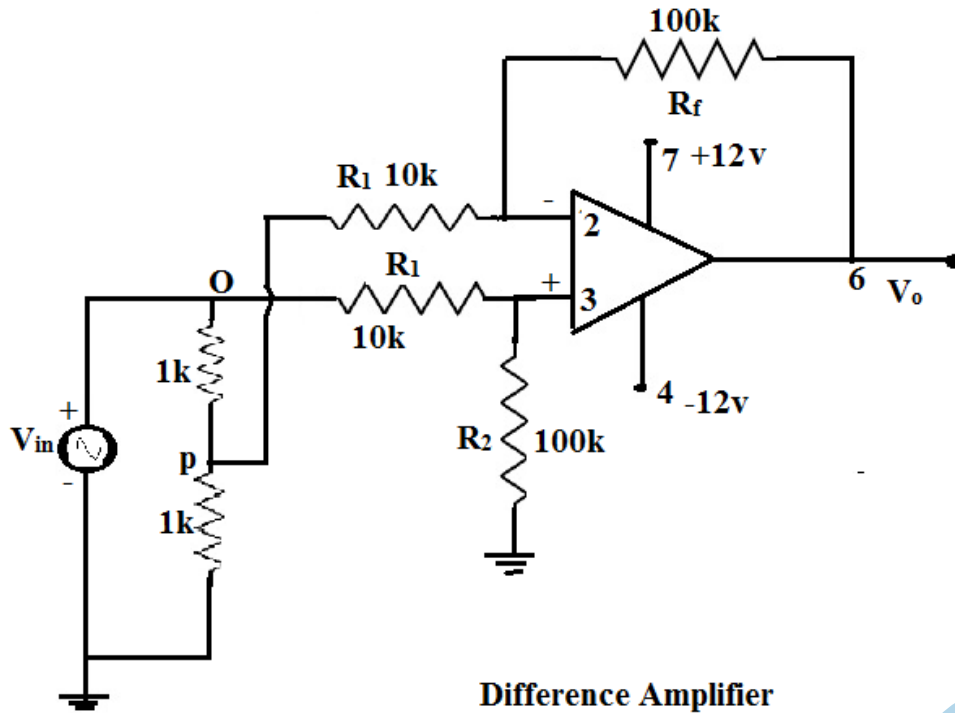 100k
Rf
7 +12v
R1 10k
-
2
O
R1
+
3
6
Vo
10k
1k
4 -12v
+
Vin
-
p
R2
100k
-
1k
Difference Amplifier